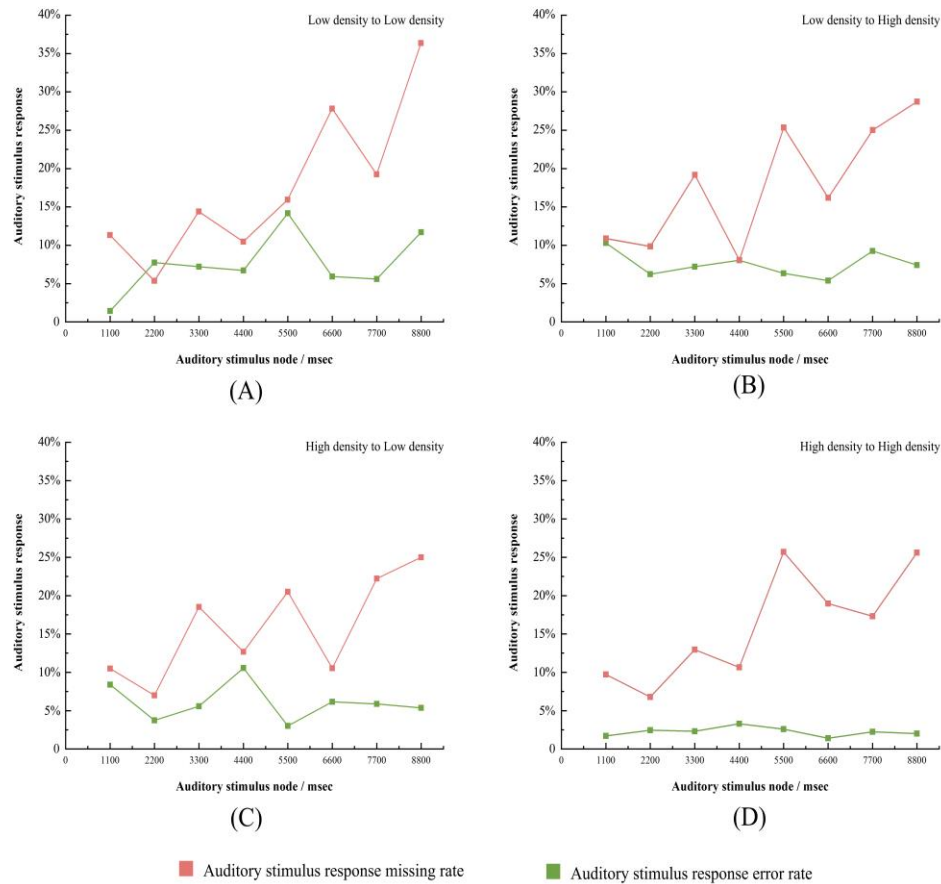 Low density to Low density
40%
35%
30%
25%
20%
15%
10%
5%
0
Auditory stimulus response
0 1100 2200 3300 4400 5500 6600 7700 8800
Auditory stimulus node / msec
(A)
Low density to High density
40%
35%
30%
25%
20%
15%
10%
5%
0
Auditory stimulus response
0 1100 2200 3300 4400 5500 6600 7700 8800
Auditory stimulus node / msec
(B)
High density to Low density
40%
35%
30%
25%
20%
15%
10%
5%
0
Auditory stimulus response
0 1100 2200 3300 4400 5500 6600 7700 8800
Auditory stimulus node / msec
(C)
High density to High density
40%
35%
30%
25%
20%
15%
10%
5%
0
Auditory stimulus response
0 1100 2200 3300 4400 5500 6600 7700 8800
Auditory stimulus node / msec
(D)
Auditory stimulus response missing rate
Auditory stimulus response error rate